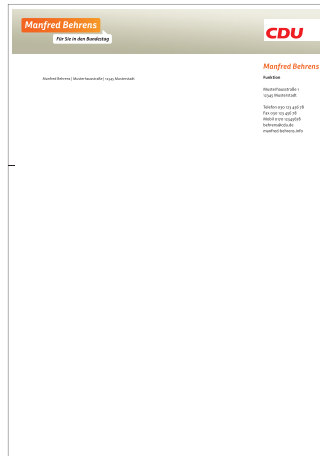 Manfred Behrens
Für Sie in den Bundestag
CDU
Manfred Behrens
Funktion
Manfred Behrens | Musterhausstraße | 12345 Musterstadt
Musterhausstraße 1
12345 Musterstadt
Telefon 030 123 456 78
Fax 030 123 456 78
Mobil 0170 12345678
behrens@cdu.de
manfred-behrens.info